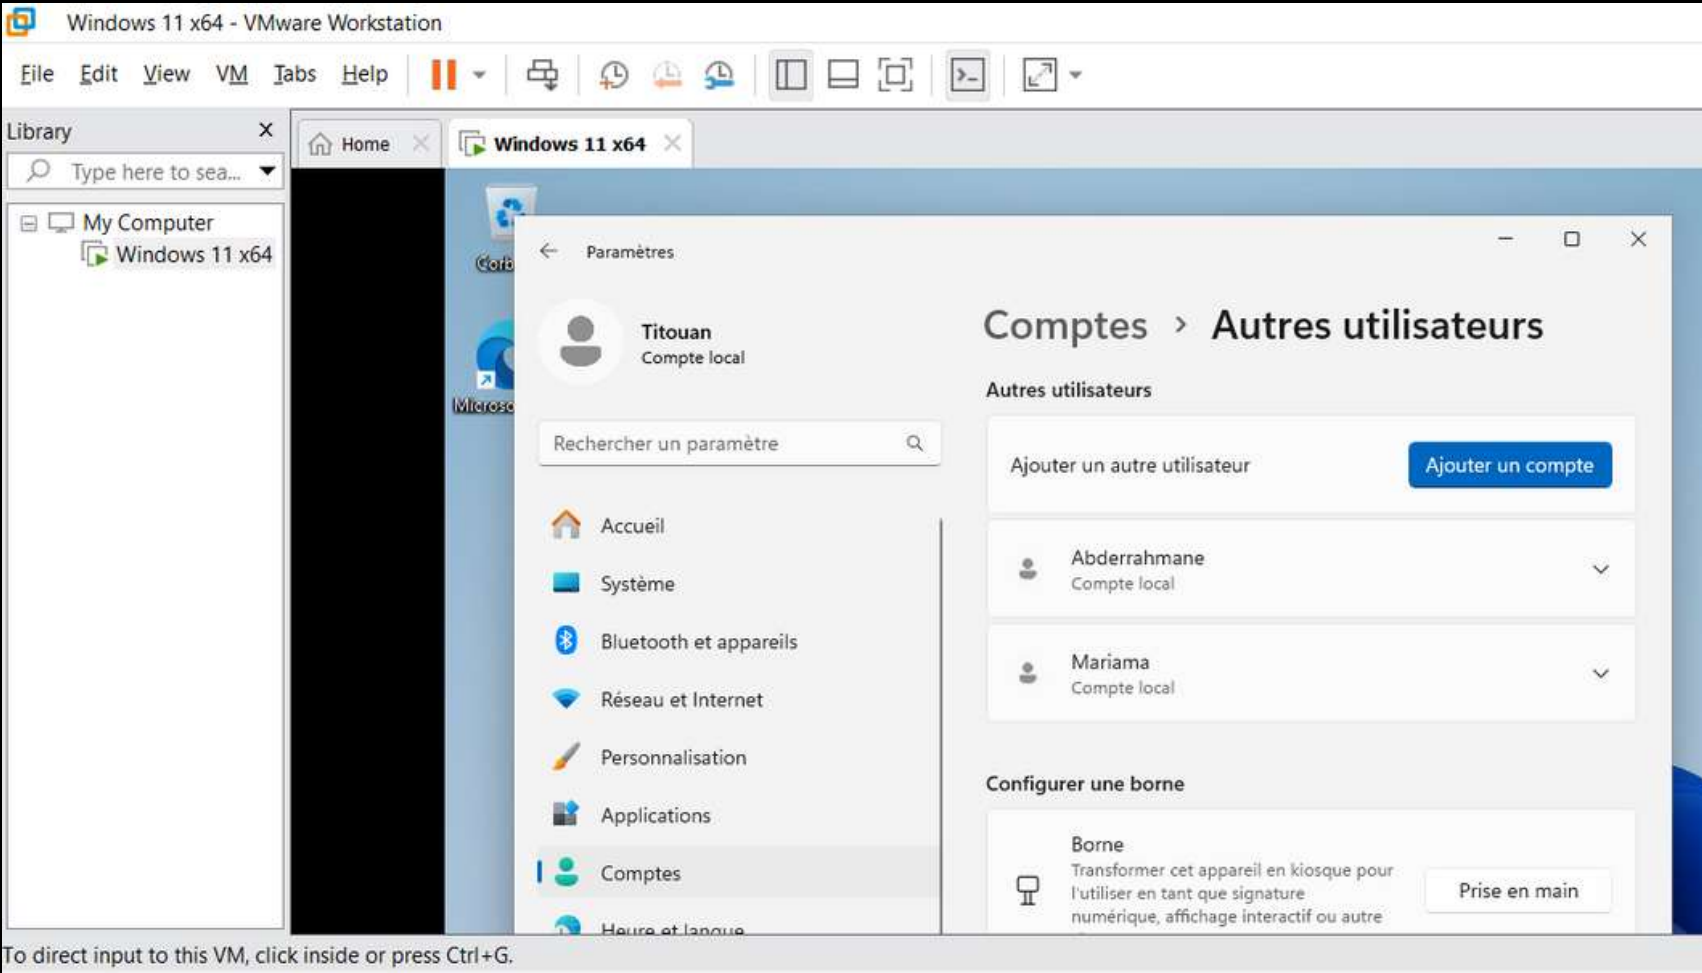 Windows 11 x64 - VMware Workstation
File Edit View VM Tabs Help
Library
Type here to sea...
My Computer
Windows 11 x64
Home
Windows 11 x64
Paramètres
Titouan
Compte local
Rechercher un paramètre
Accueil
Système
Bluetooth et appareils
Réseau et Internet
Personnalisation
Applications
Comptes
Heure et langue
Comptes > Autres utilisateurs
Autres utilisateurs
Ajouter un autre utilisateur
Ajouter un compte
Abderrahmane
Compte local
Mariama
Compte local
Configurer une borne
Borne
Transformer cet appareil en kiosque pour
l'utiliser en tant que signature
numérique, affichage interactif ou autre
Prise en main
To direct input to this VM, click inside or press Ctrl+G.